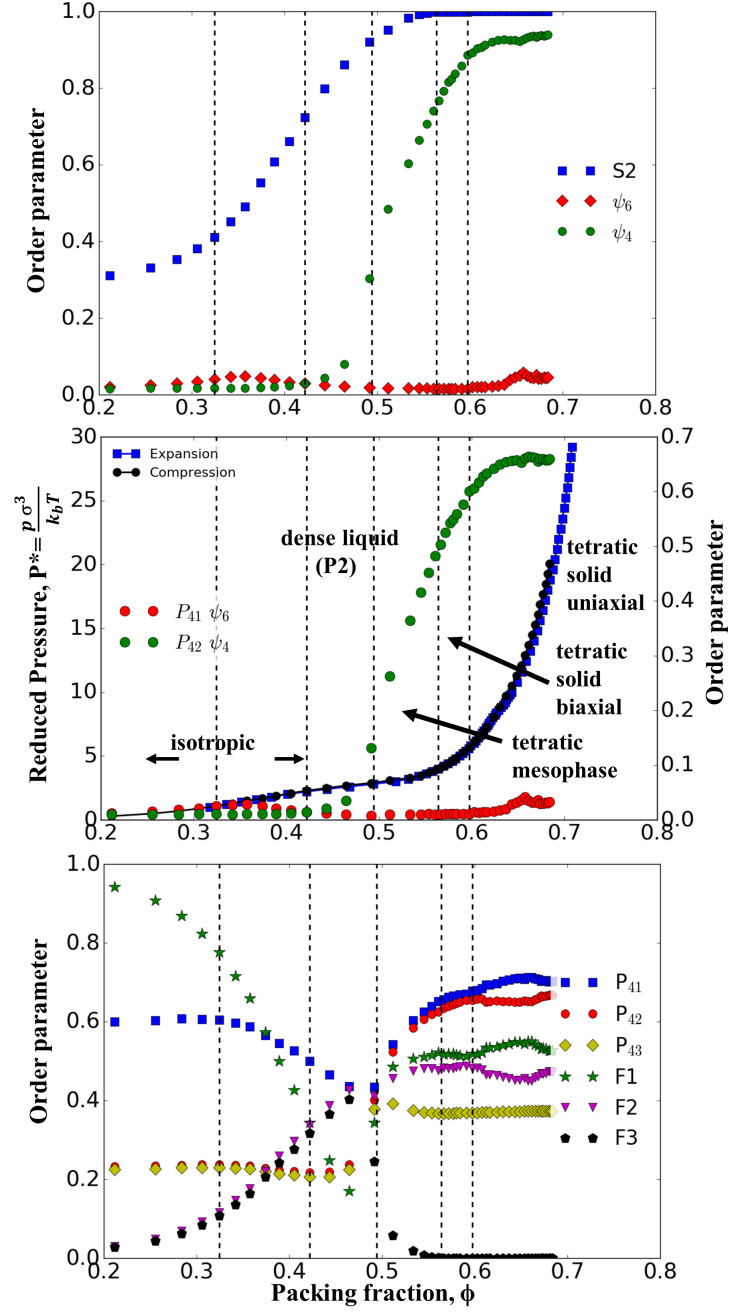 1.0
0.8
0.6
0.4
0.2
0.0
Order parameter
S2
ψ₆
ψ₄
0.2 0.3 0.4 0.5 0.6 0.7 0.8
30
25
20
15
10
5
0
Reduced Pressure, P*= p σ³ / k_b T
Expansion
Compression
dense liquid
(P2)
P₄₁ ψ₆
P₄₂ ψ₄
isotropic
tetratic
solid
uniaxial
tetratic
solid
biaxial
tetratic
mesophase
0.7
0.6
0.5
0.4
0.3
0.2
0.1
0.0
Order parameter
0.2 0.3 0.4 0.5 0.6 0.7 0.8
1.0
0.8
0.6
0.4
0.2
0.0
Order parameter
P₄₁
P₄₂
P₄₃
F1
F2
F3
0.2 0.3 0.4 0.5 0.6 0.7 0.8
Packing fraction, ϕ